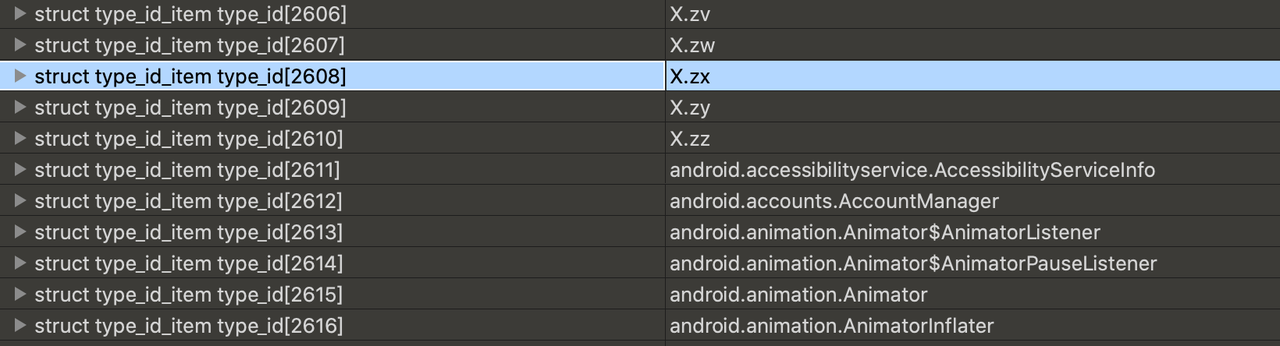 struct type_id_item type_id[2606] X.zv
struct type_id_item type_id[2607] X.zw
struct type_id_item type_id[2608] X.zx
struct type_id_item type_id[2609] X.zy
struct type_id_item type_id[2610] X.zz
struct type_id_item type_id[2611] android.accessibilityservice.AccessibilityServiceInfo
struct type_id_item type_id[2612] android.accounts.AccountManager
struct type_id_item type_id[2613] android.animation.Animator$AnimatorListener
struct type_id_item type_id[2614] android.animation.Animator$AnimatorPauseListener
struct type_id_item type_id[2615] android.animation.Animator
struct type_id_item type_id[2616] android.animation.AnimatorInflater